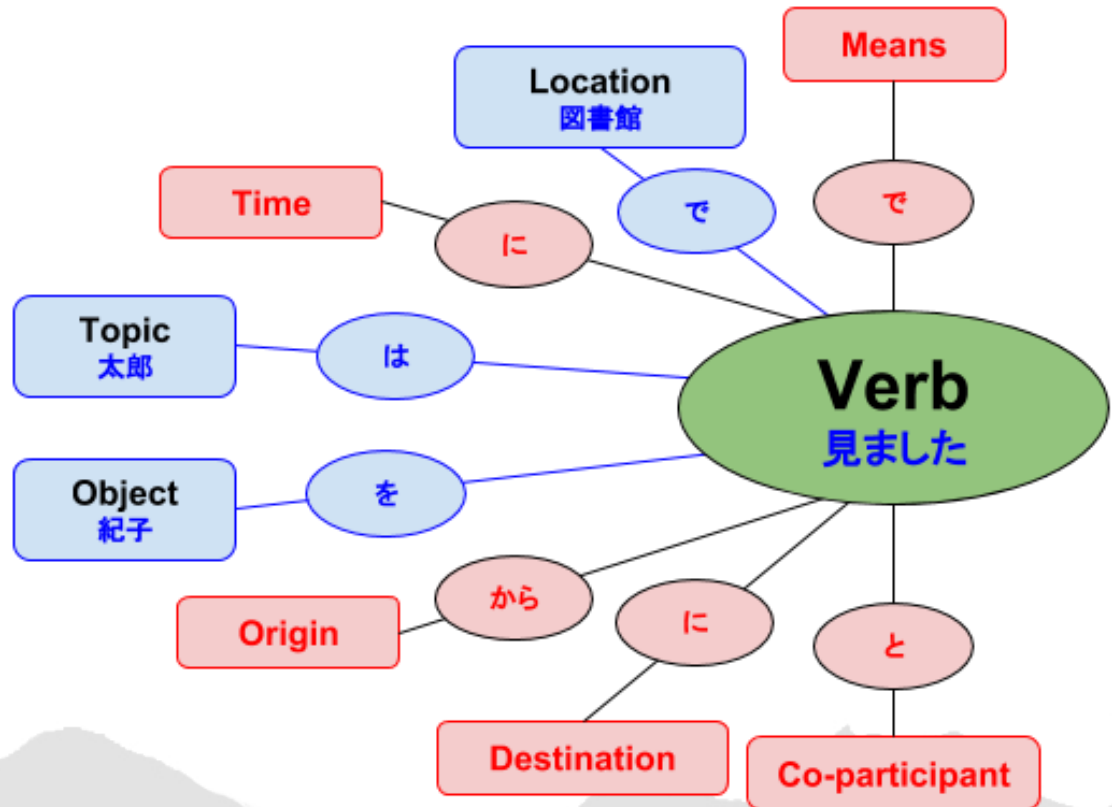 Means
Location
図書館
で
で
Time
に
Topic
太郎
は
Verb
見ました
Object
紀子
を
から
Origin
に
と
Destination
Co-participant